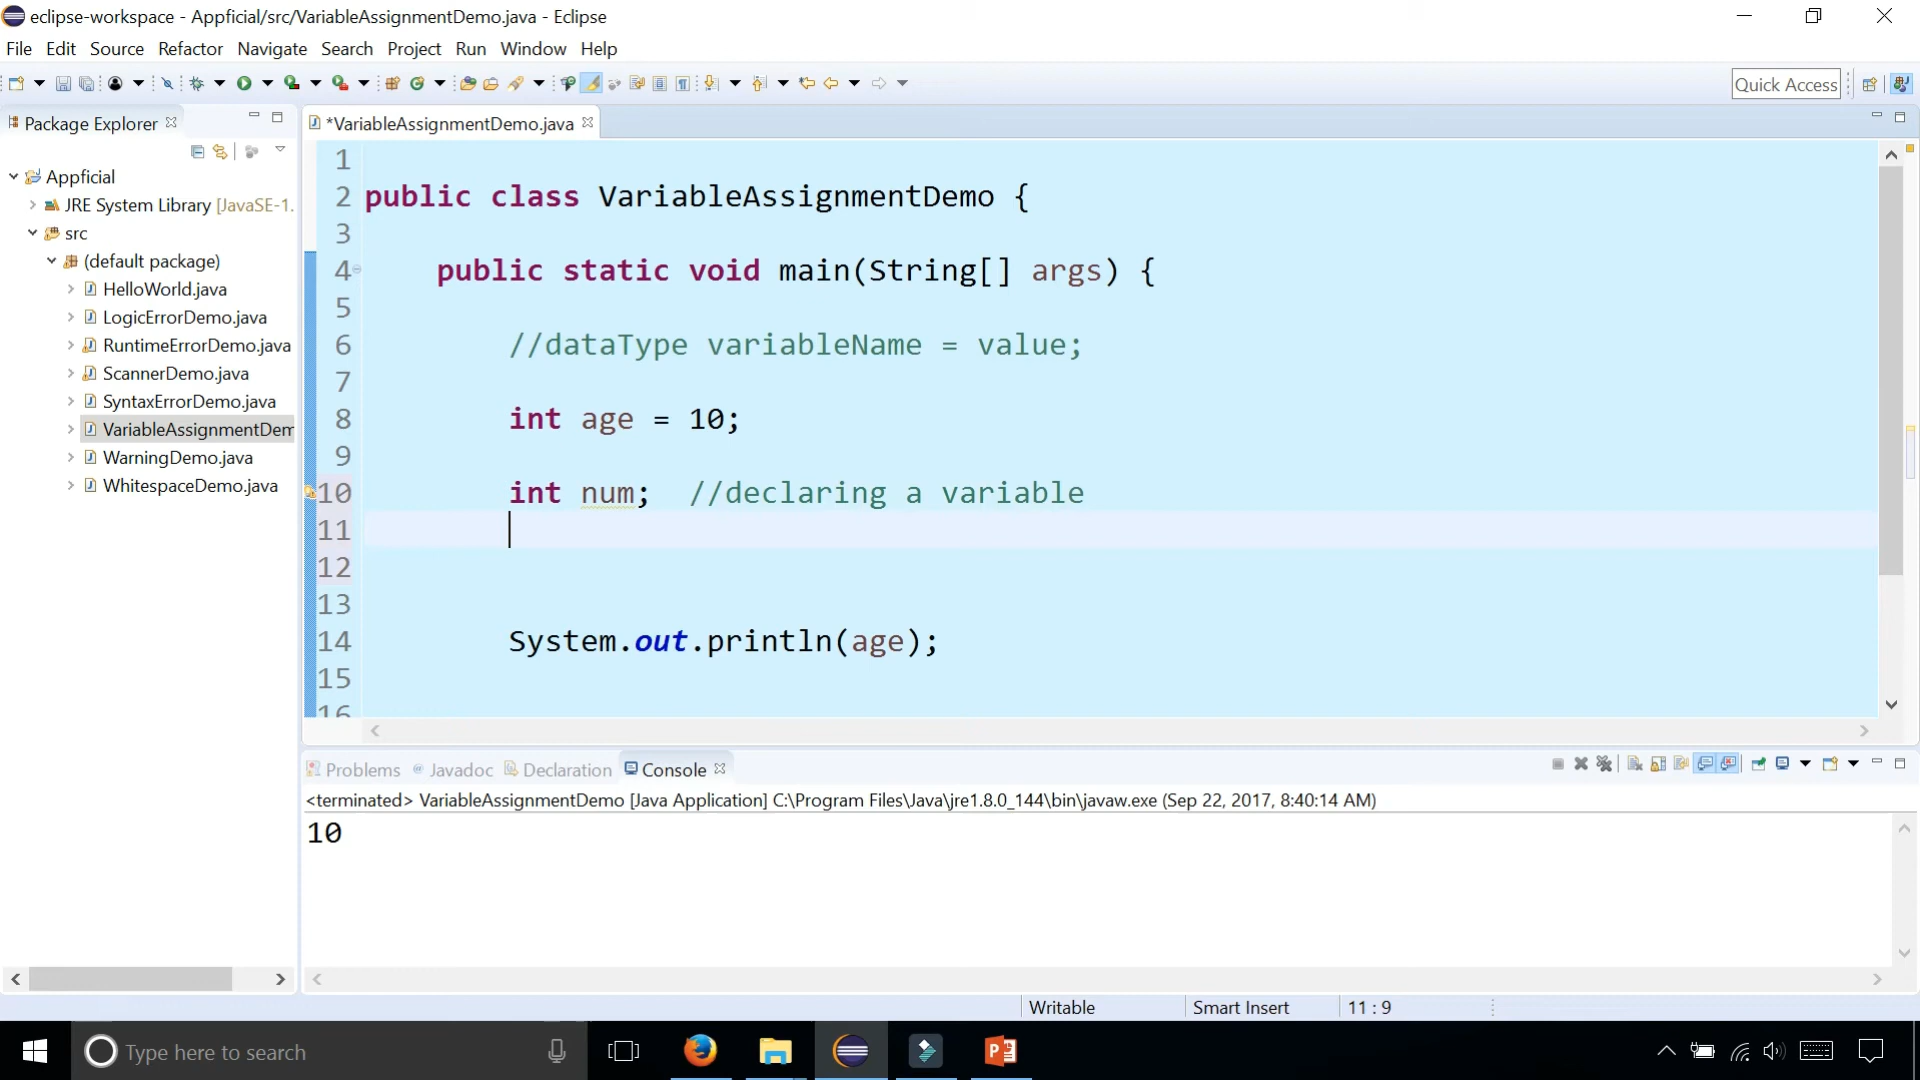 eclipse-workspace - Appficial/src/VariableAssignmentDemo.java - Eclipse
File Edit Source Refactor Navigate Search Project Run Window Help
Quick Access
Package Explorer
*VariableAssignmentDemo.java
Appficial
JRE System Library [JavaSE-1.
src
(default package)
HelloWorld.java
LogicErrorDemo.java
RuntimeErrorDemo.java
ScannerDemo.java
SyntaxErrorDemo.java
VariableAssignmentDem
WarningDemo.java
WhitespaceDemo.java
1
2 public class VariableAssignmentDemo {
3
4 public static void main(String[] args) {
5
6 //dataType variableName = value;
7
8 int age = 10;
9
10 int num; //declaring a variable
11
12
13
14 System.out.println(age);
15
16
Problems Javadoc Declaration Console
<terminated> VariableAssignmentDemo [Java Application] C:\Program Files\Java\jre1.8.0_144\bin\javaw.exe (Sep 22, 2017, 8:40:14 AM)
10
Writable Smart Insert 11 : 9
Type here to search